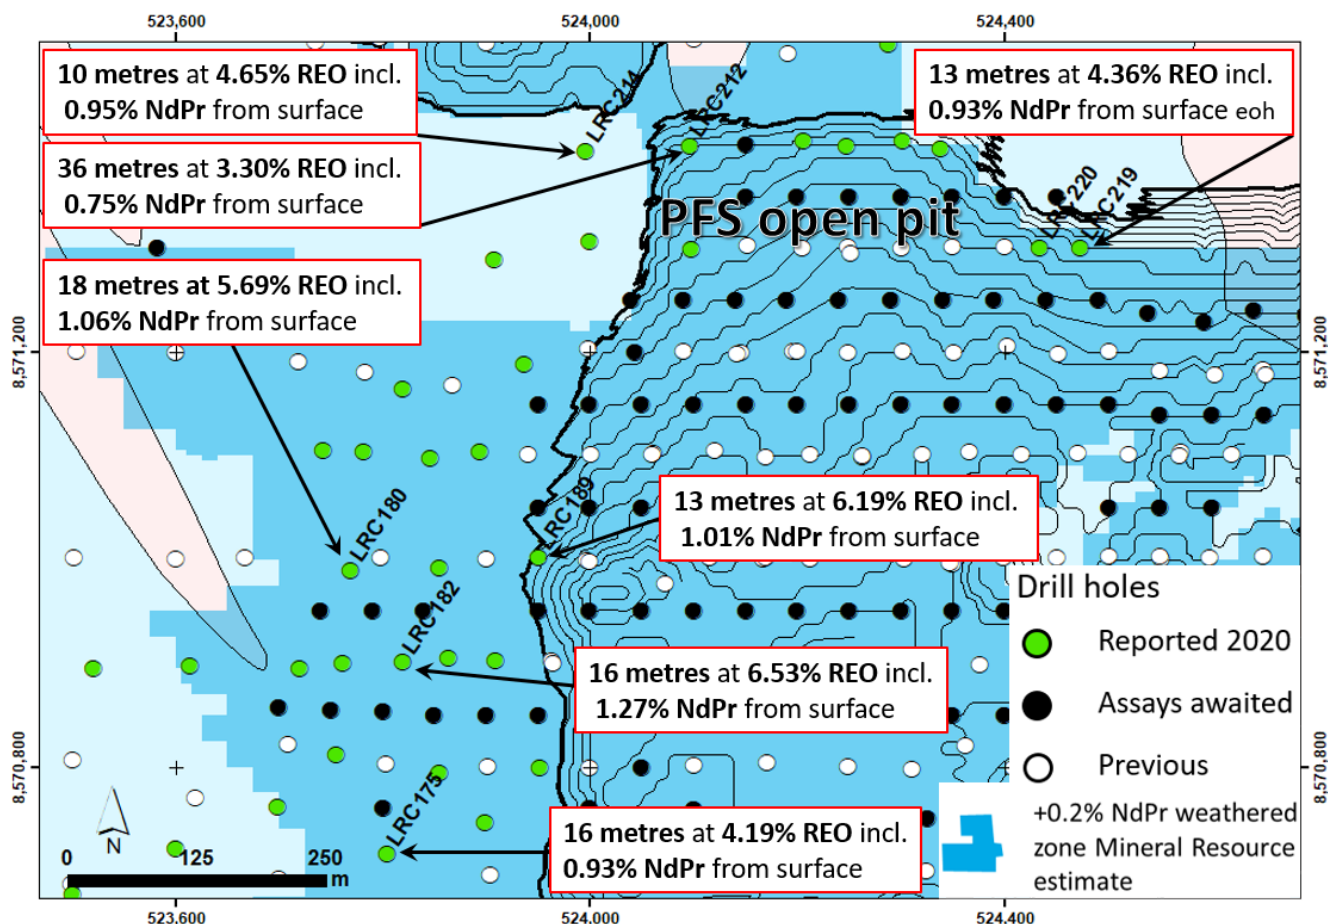 523,600
524,000
524,400
10 metres at 4.65% REO incl.
0.95% NdPr from surface
LRC214
LRC212
13 metres at 4.36% REO incl.
0.93% NdPr from surface eoh
36 metres at 3.30% REO incl.
0.75% NdPr from surface
PFS open pit
LRC220
LRC219
18 metres at 5.69% REO incl.
1.06% NdPr from surface
8,571,200
8,571,200
LRC180
LRC189
13 metres at 6.19% REO incl.
1.01% NdPr from surface
LRC182
16 metres at 6.53% REO incl.
1.27% NdPr from surface
Drill holes
Reported 2020
Assays awaited
Previous
+0.2% NdPr weathered
zone Mineral Resource
estimate
8,570,800
8,570,800
LRC175
16 metres at 4.19% REO incl.
0.93% NdPr from surface
N
0 125 250
m
523,600
524,000
524,400